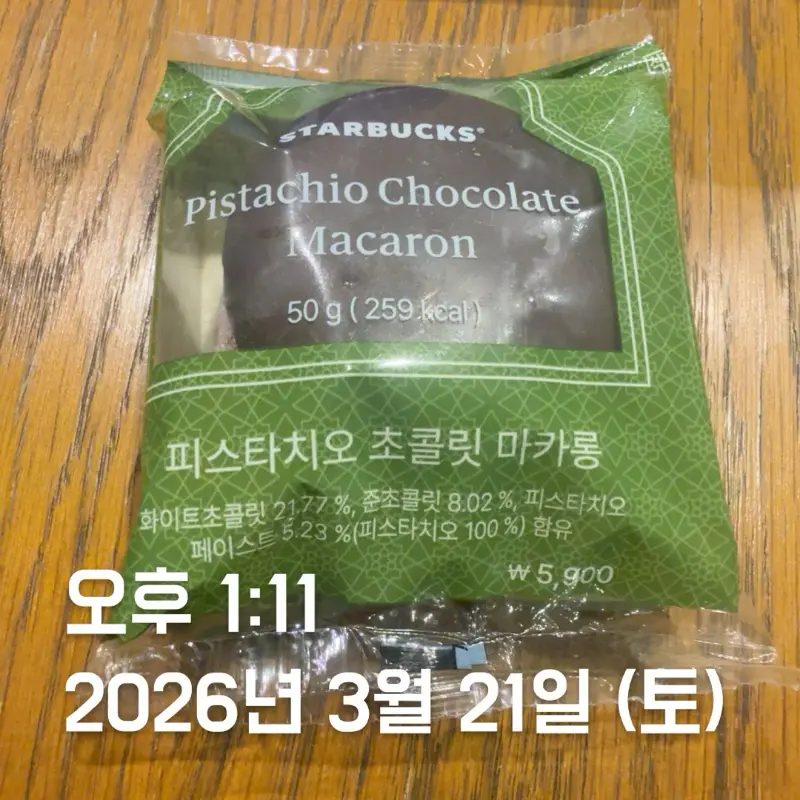 STARBUCKS®
Pistachio Chocolate
Macaron
50 g ( 259 kcal )
피스타치오 초콜릿 마카롱
화이트초콜릿 21.77 %, 준초콜릿 8.02 %, 피스타치오
페이스트 5.23 %(피스타치오 100 %) 함유
₩ 5,900
오후 1:11
2026년 3월 21일 (토)